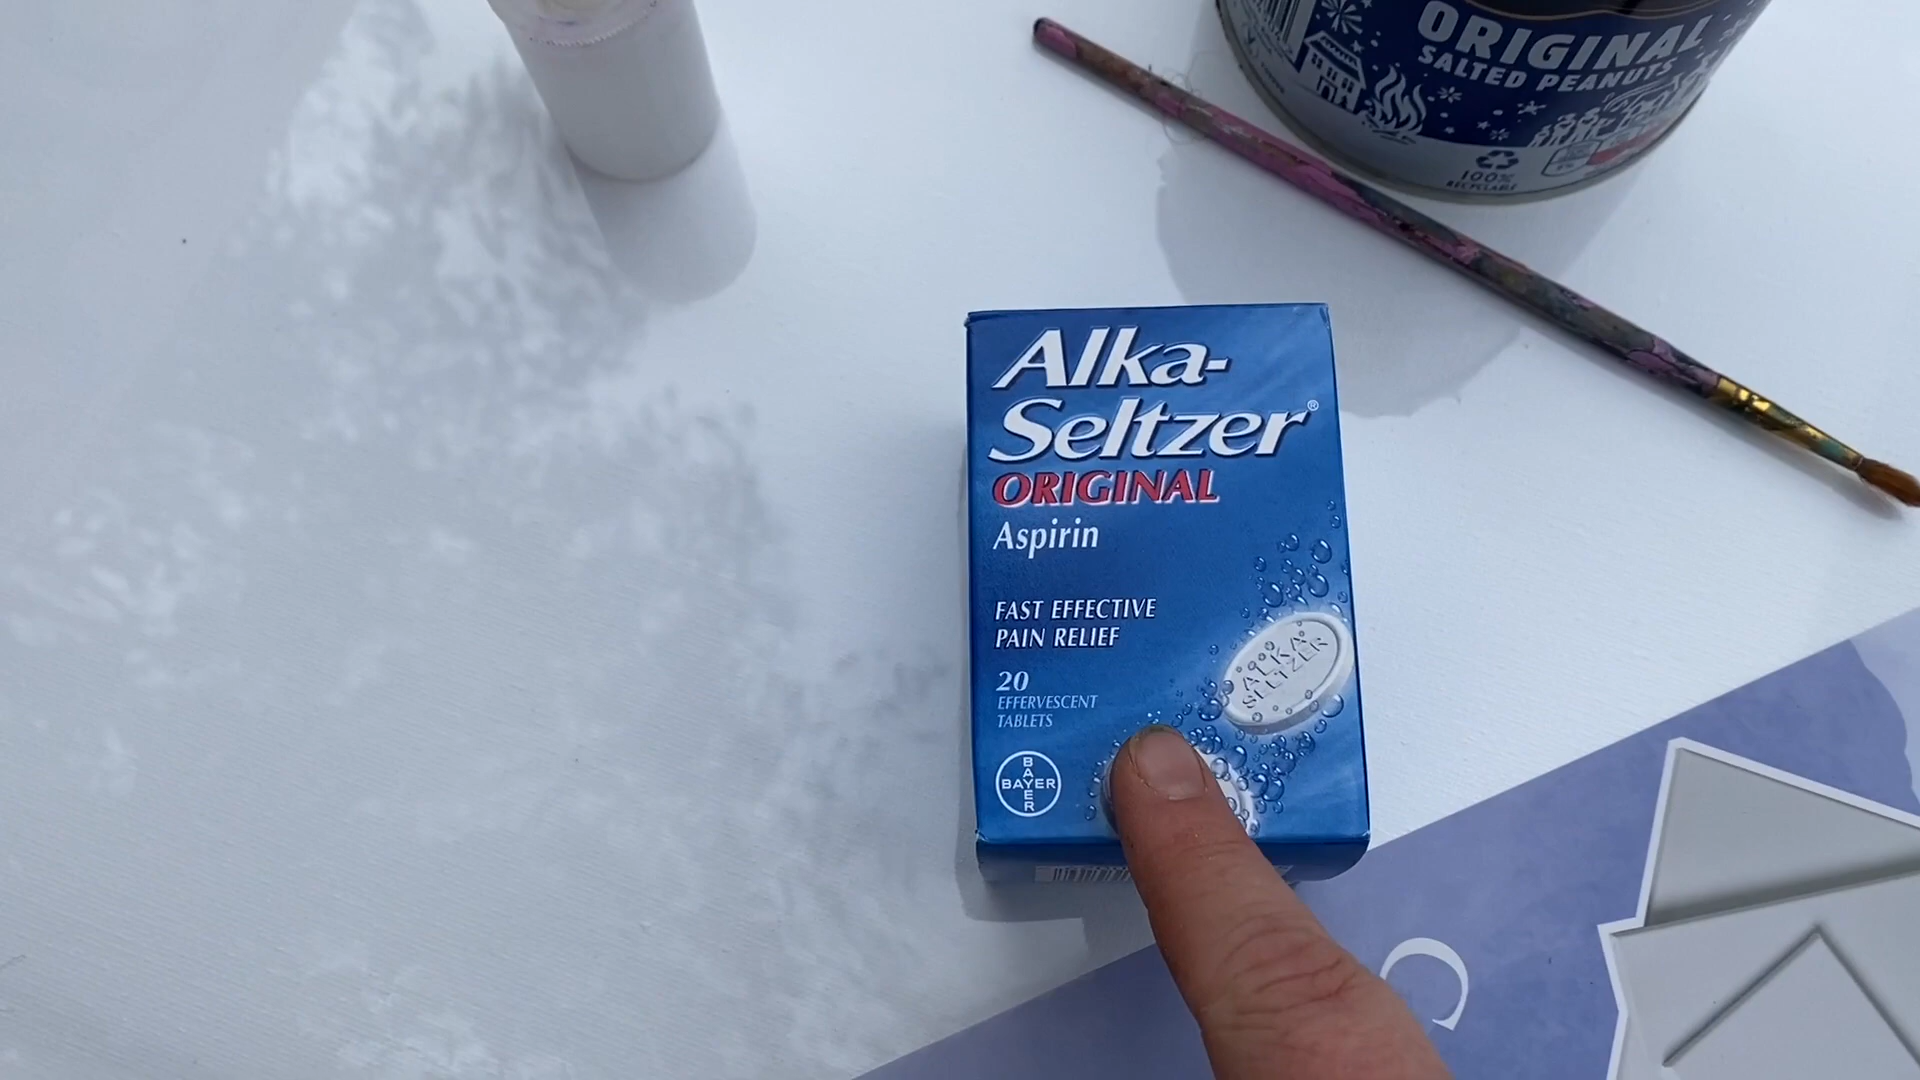 ORIGINAL
SALTED PEANUTS
100%
RECYCLABLE
Alka-
Seltzer®
ORIGINAL
Aspirin
FAST EFFECTIVE
PAIN RELIEF
20
EFFERVESCENT
TABLETS
ALKA
SELTZER
BAYER
BAYER
C